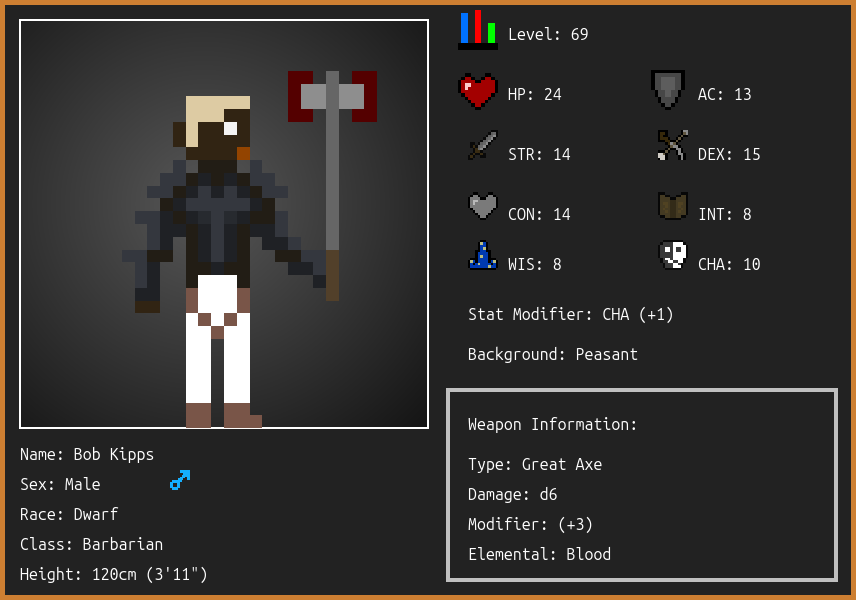 Level: 69
HP: 24
AC: 13
STR: 14
DEX: 15
CON: 14
INT: 8
WIS: 8
CHA: 10
Stat Modifier: CHA (+1)
Background: Peasant
Weapon Information:
Type: Great Axe
Damage: d6
Modifier: (+3)
Elemental: Blood
Name: Bob Kipps
Sex: Male
Race: Dwarf
Class: Barbarian
Height: 120cm (3'11")